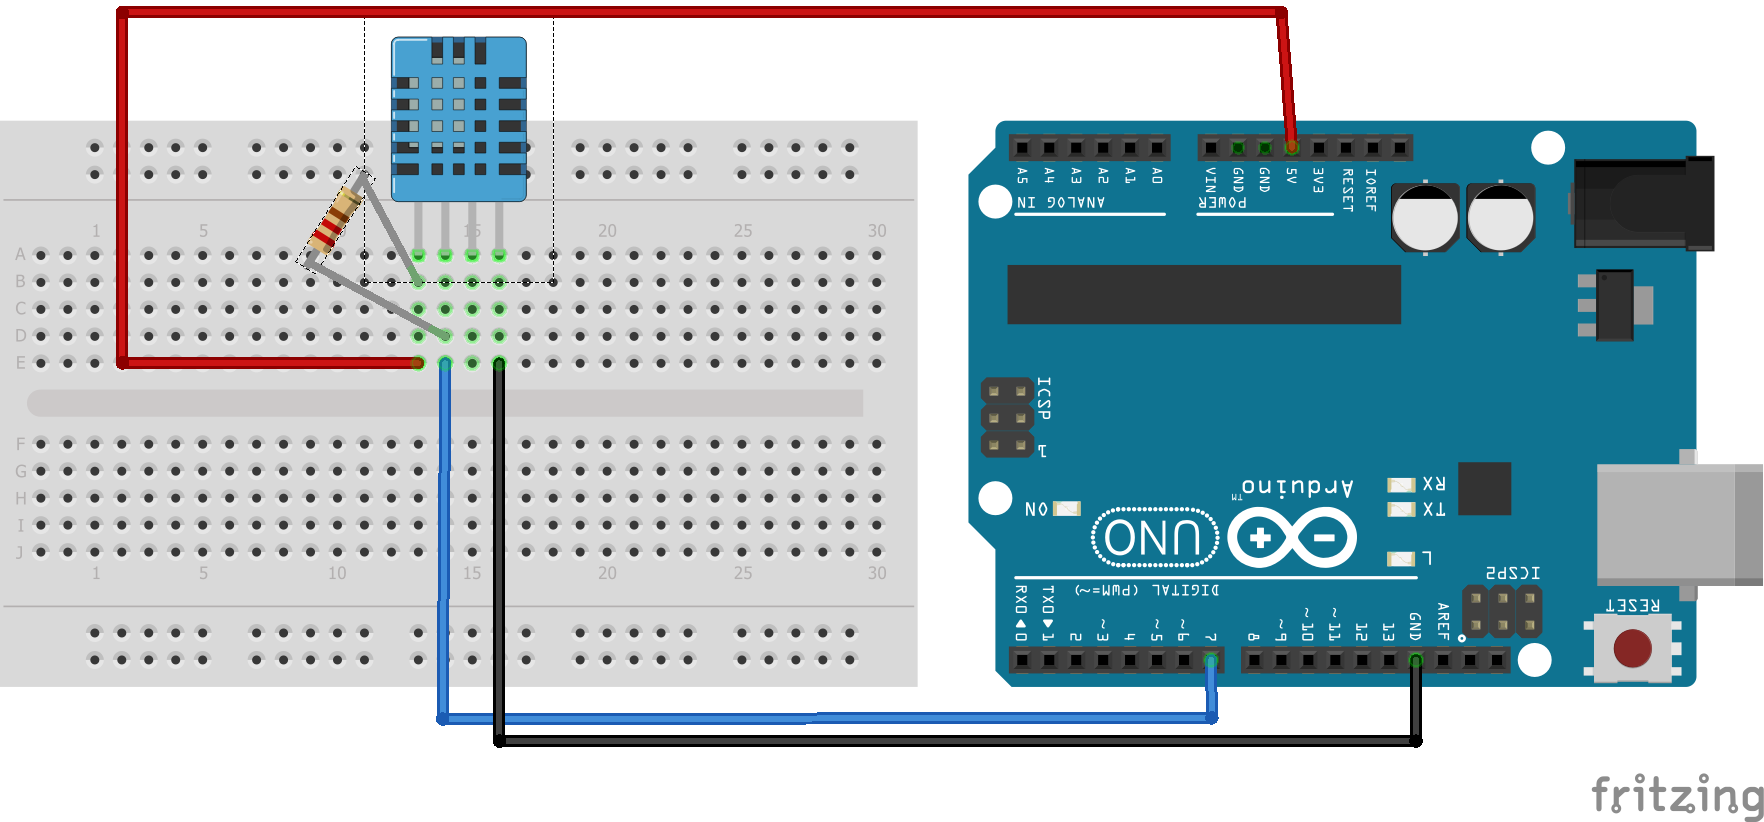 1 5 10 15 20 25 30
A
B
C
D
E
F
G
H
I
J
1 5 10 15 20 25 30
A5 A4 A3 A2 A1 A0
ANALOG IN
VIN GND GND 5V 3V3 RESET IOREF
POWER
ICSP
1
ON
UNO
Arduino™
RX
TX
L
DIGITAL (PWM=~)
ICSP2
RX0 TX0
0 1 2 ~3 4 ~5 ~6 7 8 ~9 ~10 ~11 12 13 GND AREF
RESET
fritzing